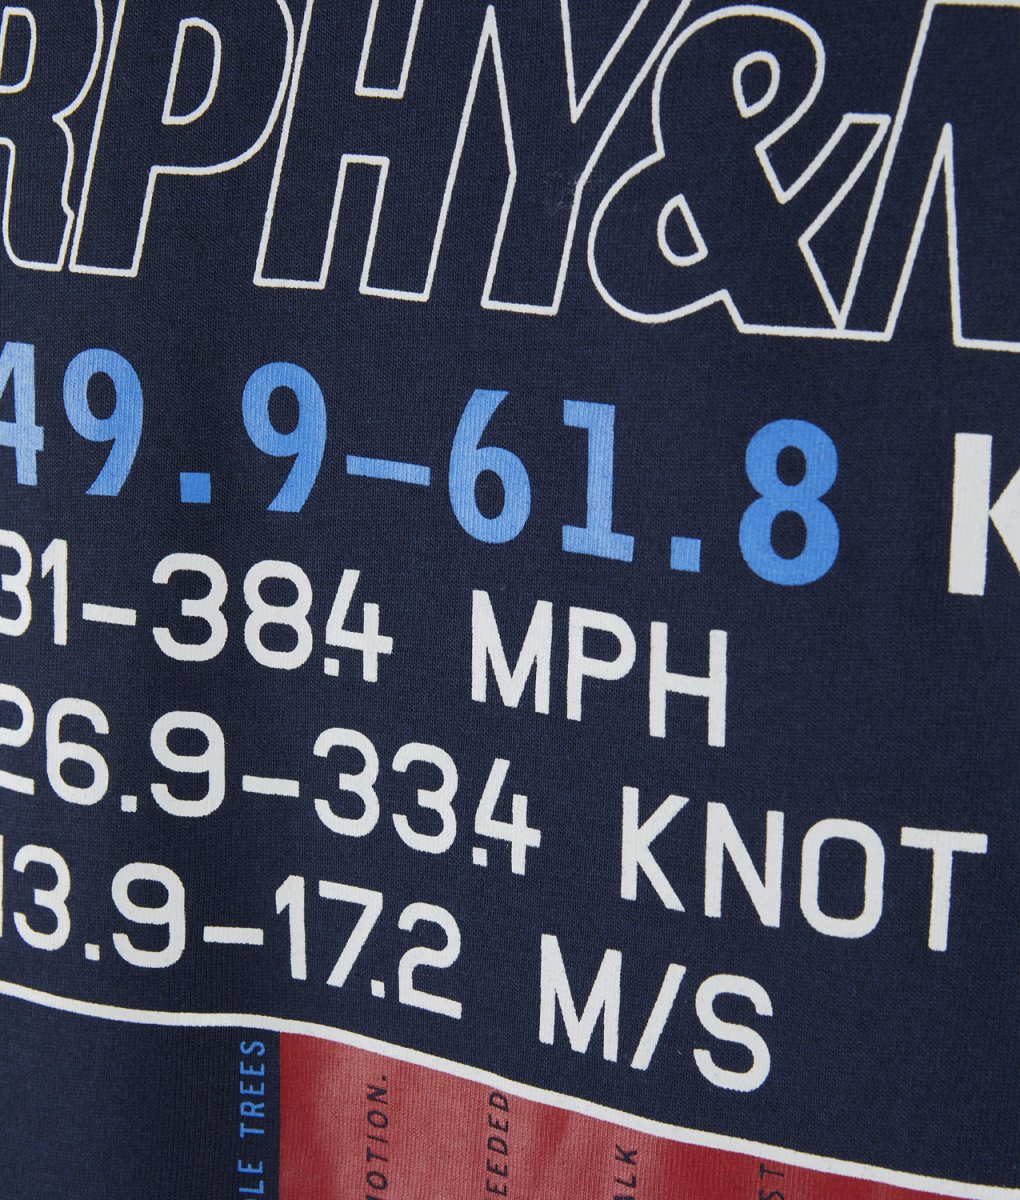 RPHY&
49.9–61.8 K
31–38.4 MPH
26.9–33.4 KNOT
13.9–17.2 M/S
LE TREES
MOTION.
EEDED
ALK
ST